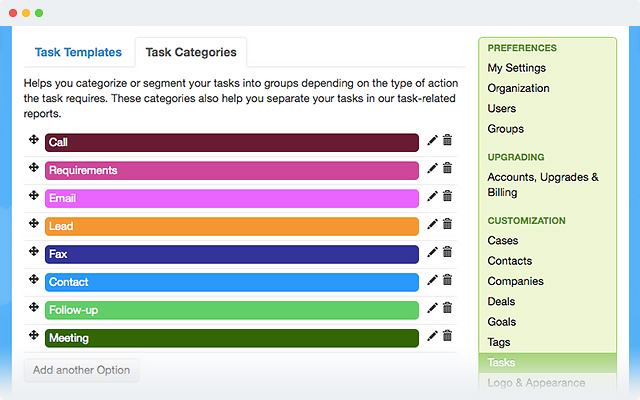 Task Templates
Task Categories
Helps you categorize or segment your tasks into groups depending on the type of action
the task requires. These categories also help you separate your tasks in our task-related
reports.
Call
Requirements
Email
Lead
Fax
Contact
Follow-up
Meeting
Add another Option
PREFERENCES
My Settings
Organization
Users
Groups
UPGRADING
Accounts, Upgrades &
Billing
CUSTOMIZATION
Cases
Contacts
Companies
Deals
Goals
Tags
Tasks
Logo & Appearance